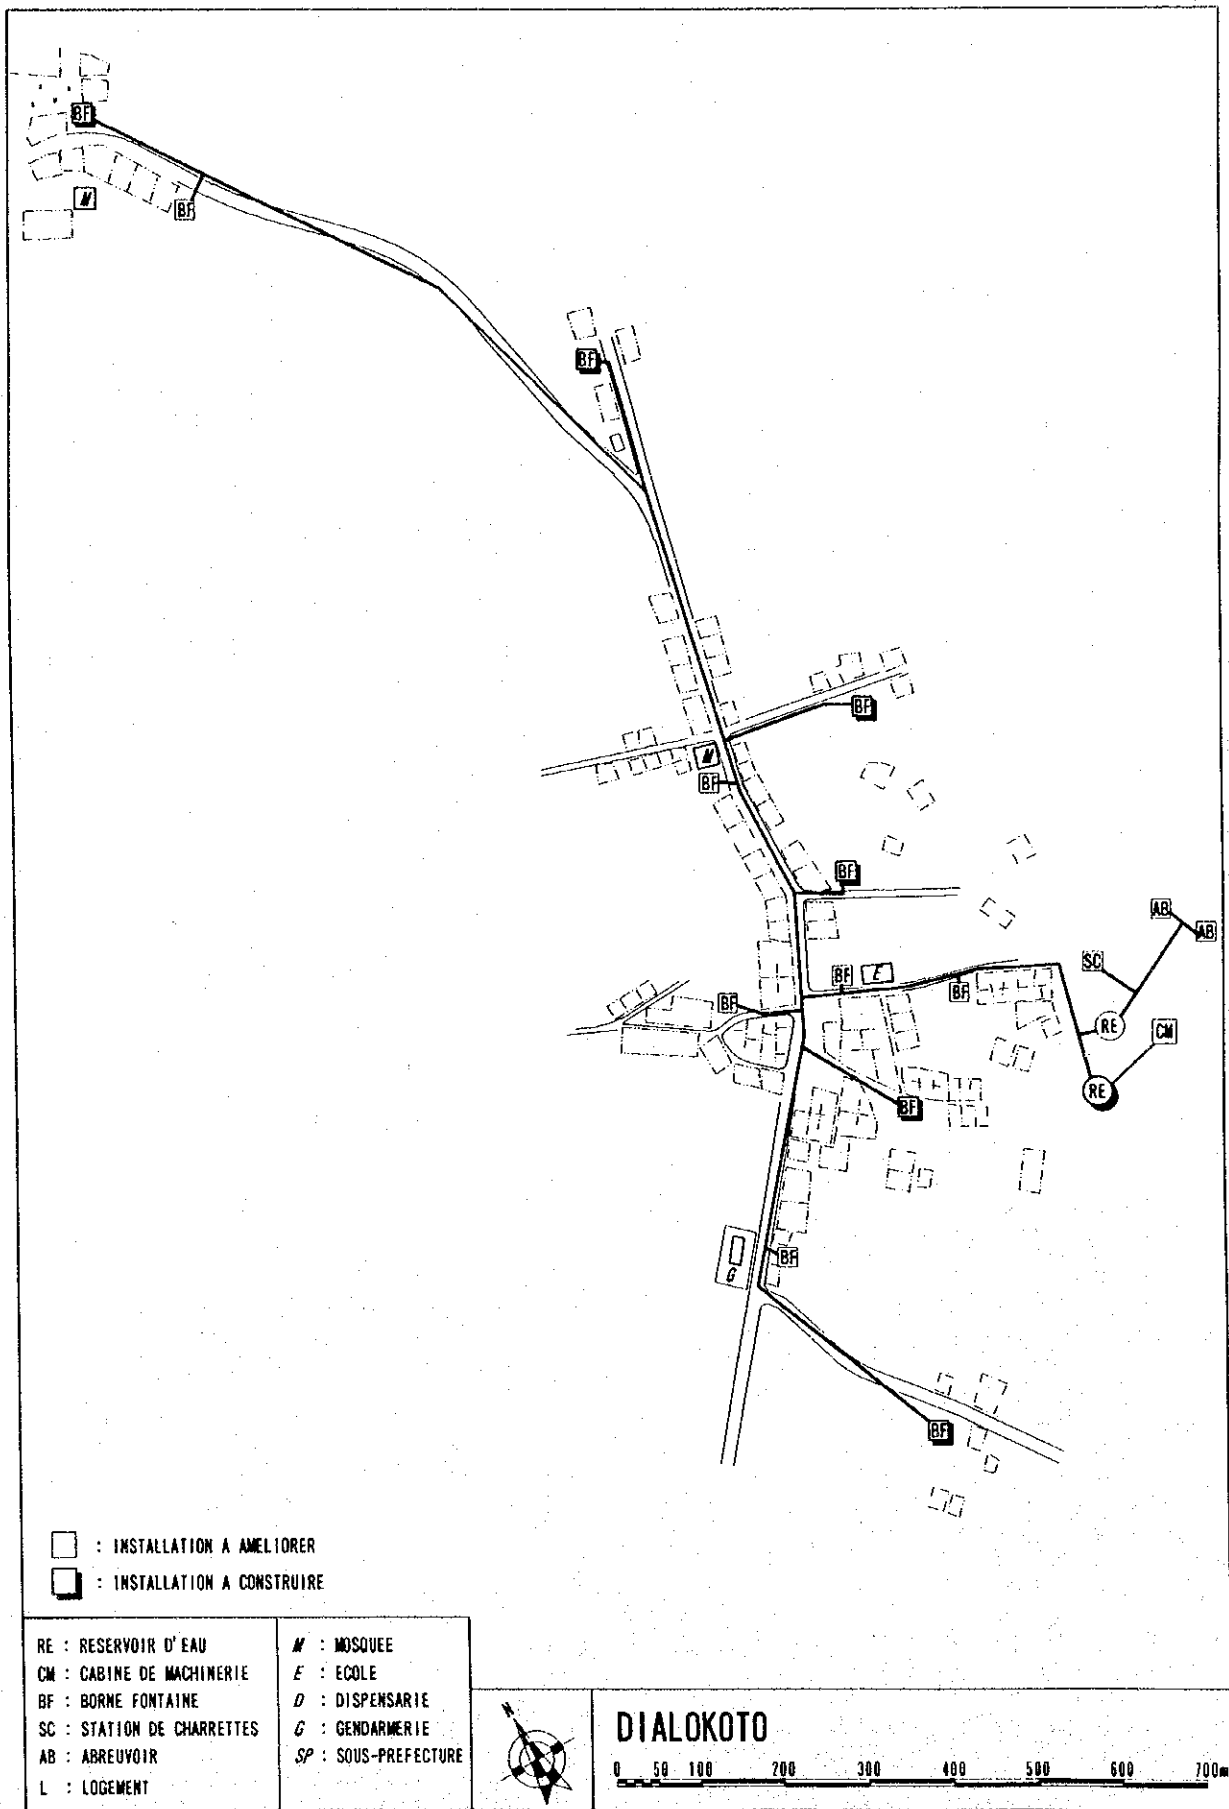 BF
M
BF
BF
BF
M
BF
BF
AB
AB
SC
BF
E
BF
BF
RE
CM
RE
BF
BF
G
BF
: INSTALLATION A AMELIORER
: INSTALLATION A CONSTRUIRE
RE : RESERVOIR D'EAU
CM : CABINE DE MACHINERIE
BF : BORNE FONTAINE
SC : STATION DE CHARRETTES
AB : ABREUVOIR
L : LOGEMENT
M : MOSQUEE
E : ECOLE
D : DISPENSARIE
G : GENDARMERIE
SP : SOUS-PREFECTURE
N
DIALOKOTO
0 50 100 200 300 400 500 600 700m